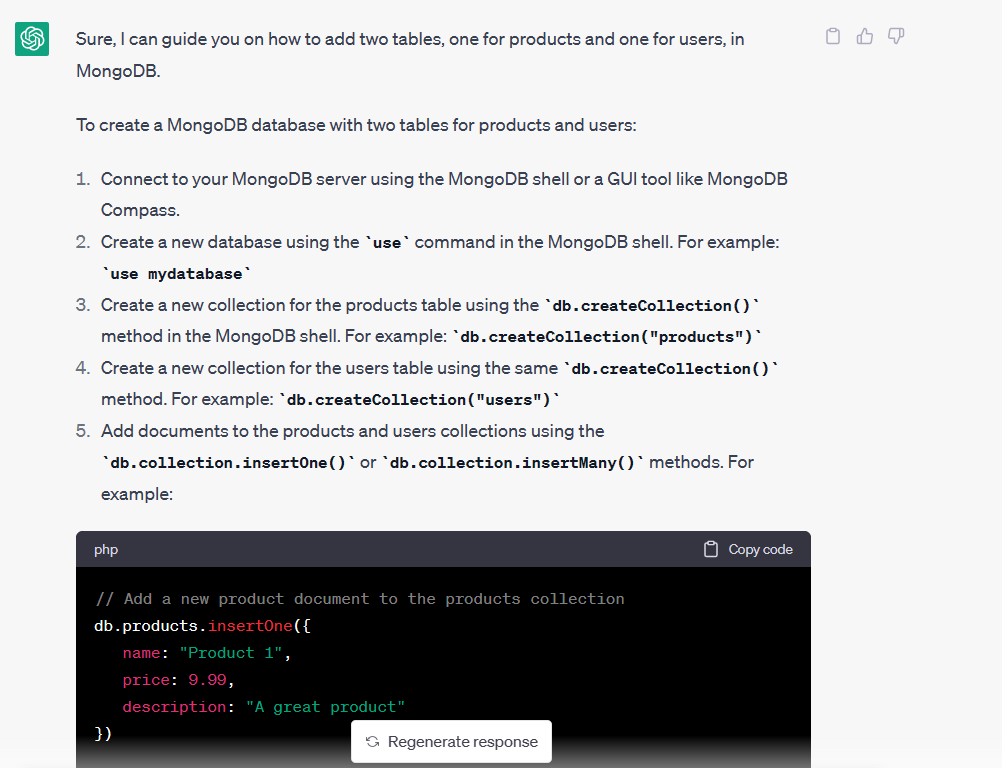 Sure, I can guide you on how to add two tables, one for products and one for users, in
MongoDB.
To create a MongoDB database with two tables for products and users:
1. Connect to your MongoDB server using the MongoDB shell or a GUI tool like MongoDB
Compass.
2. Create a new database using the `use` command in the MongoDB shell. For example:
`use mydatabase`
3. Create a new collection for the products table using the `db.createCollection()`
method in the MongoDB shell. For example: `db.createCollection("products")`
4. Create a new collection for the users table using the same `db.createCollection()`
method. For example: `db.createCollection("users")`
5. Add documents to the products and users collections using the
`db.collection.insertOne()` or `db.collection.insertMany()` methods. For
example:
php Copy code
// Add a new product document to the products collection
db.products.insertOne({
name: "Product 1",
price: 9.99,
description: "A great product"
})
Regenerate response